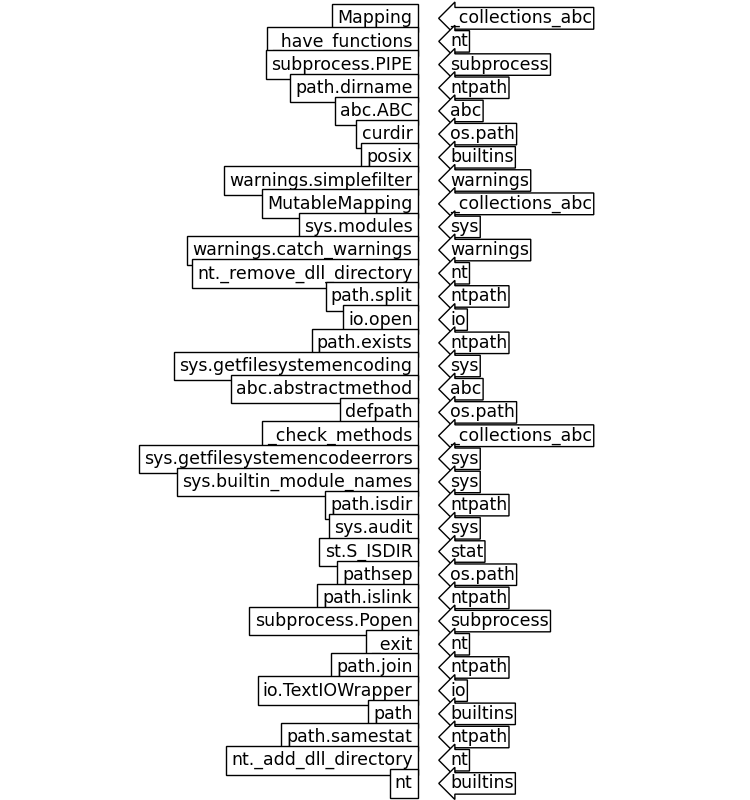 Mapping _collections_abc
_have_functions nt
subprocess.PIPE subprocess
path.dirname ntpath
abc.ABC abc
curdir os.path
posix builtins
warnings.simplefilter warnings
MutableMapping _collections_abc
sys.modules sys
warnings.catch_warnings warnings
nt._remove_dll_directory nt
path.split ntpath
io.open io
path.exists ntpath
sys.getfilesystemencoding sys
abc.abstractmethod abc
defpath os.path
_check_methods _collections_abc
sys.getfilesystemencodeerrors sys
sys.builtin_module_names sys
path.isdir ntpath
sys.audit sys
st.S_ISDIR stat
pathsep os.path
path.islink ntpath
subprocess.Popen subprocess
_exit nt
path.join ntpath
io.TextIOWrapper io
path builtins
path.samestat ntpath
nt._add_dll_directory nt
nt builtins